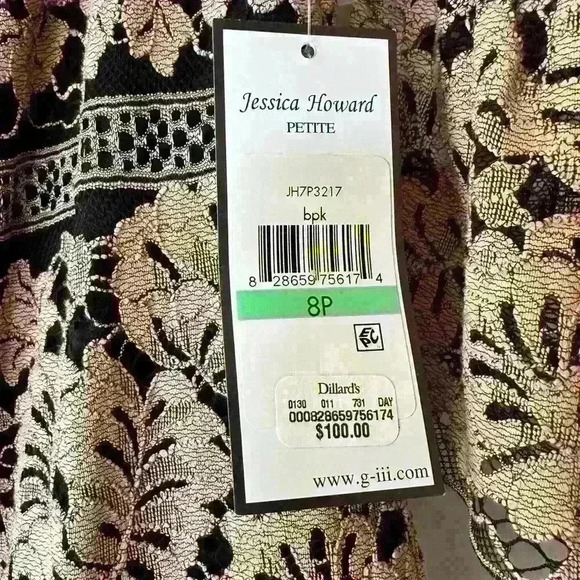 Jessica Howard
PETITE
JH7P3217
bpk
8 28659 75617 4
8P
EPC
Dillard's
0130 011 731 DAY
000828659756174
$100.00
www.g-iii.com